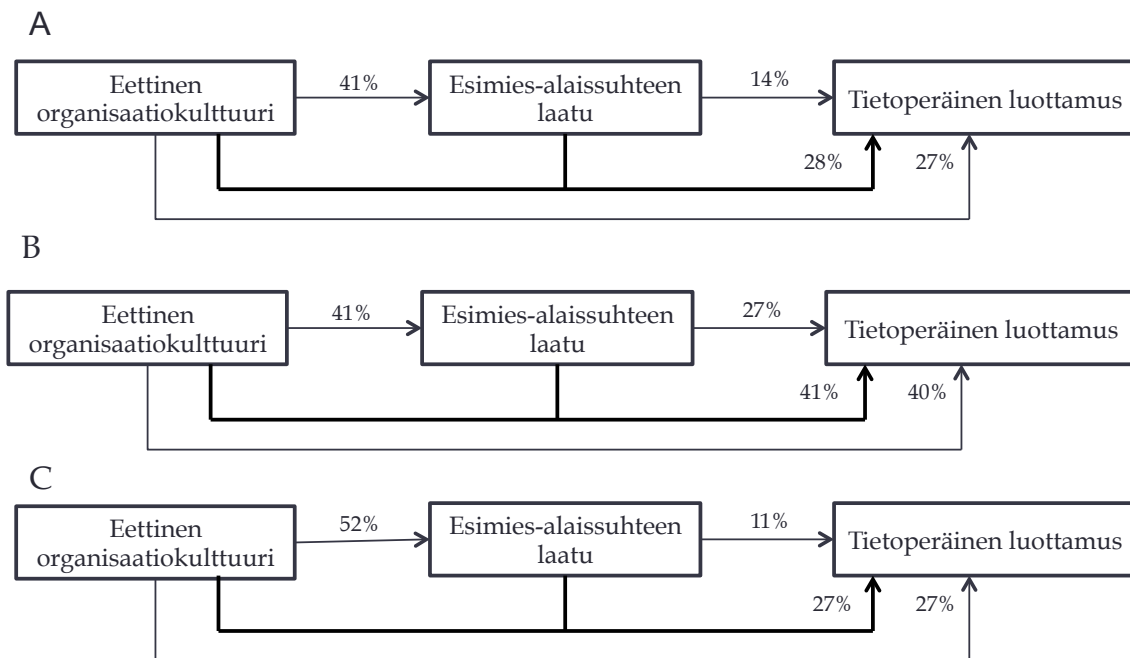 A
Eettinen
organisaatiokulttuuri
41%
Esimies-alaissuhteen
laatu
14%
Tietoperäinen luottamus
28%
27%
B
Eettinen
organisaatiokulttuuri
41%
Esimies-alaissuhteen
laatu
27%
Tietoperäinen luottamus
41%
40%
C
Eettinen
organisaatiokulttuuri
52%
Esimies-alaissuhteen
laatu
11%
Tietoperäinen luottamus
27%
27%